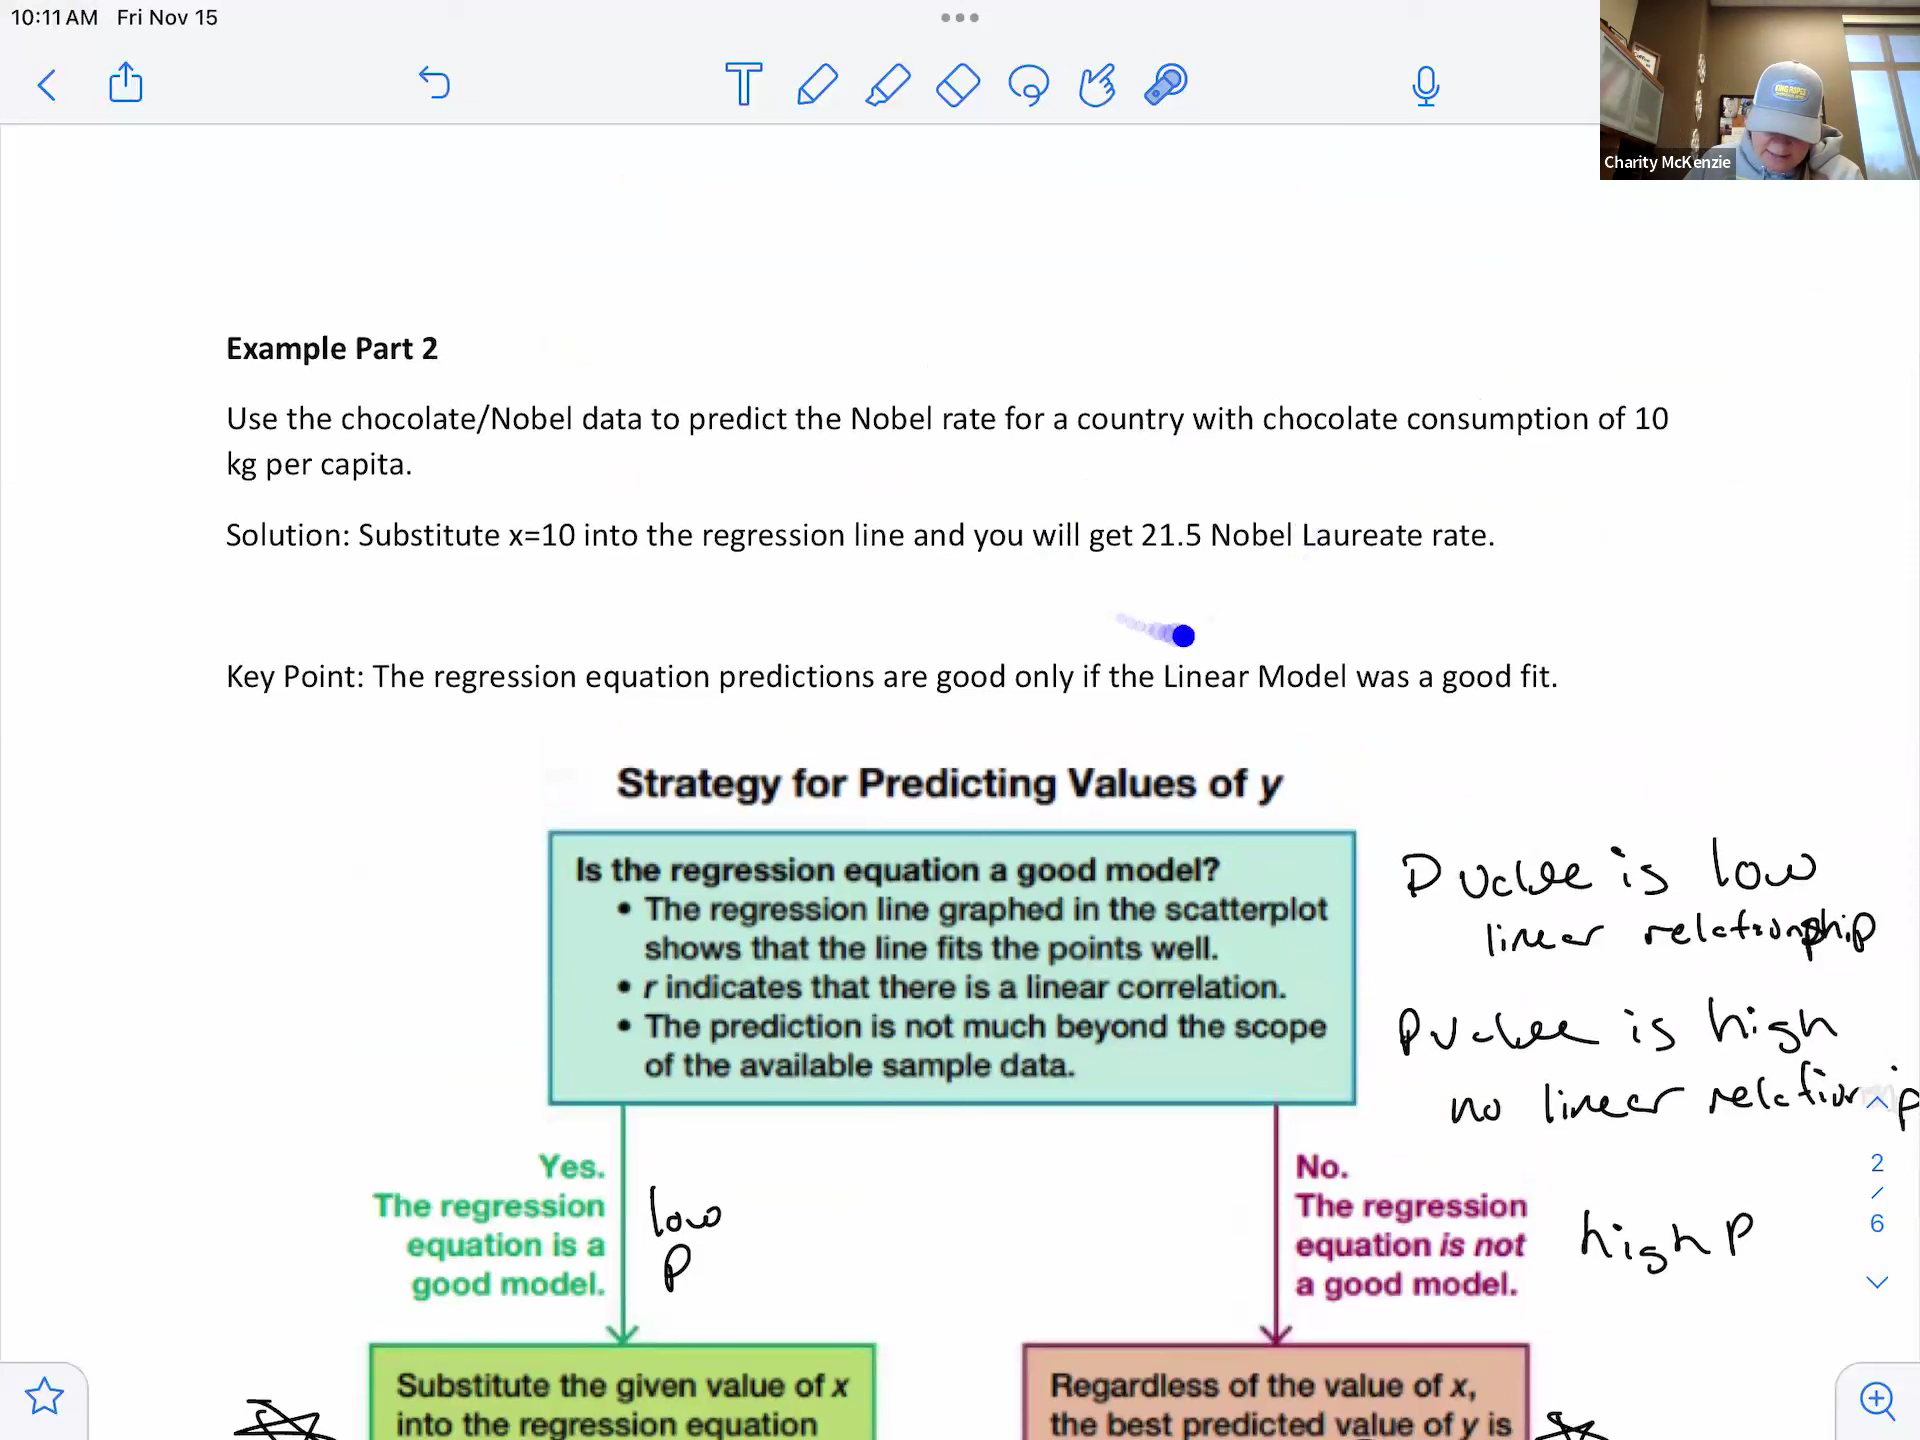 10:11 AM Fri Nov 15
KING ROPES
Charity McKenzie
Example Part 2
Use the chocolate/Nobel data to predict the Nobel rate for a country with chocolate consumption of 10
kg per capita.
Solution: Substitute x=10 into the regression line and you will get 21.5 Nobel Laureate rate.
Key Point: The regression equation predictions are good only if the Linear Model was a good fit.
Strategy for Predicting Values of y
Is the regression equation a good model?
• The regression line graphed in the scatterplot
shows that the line fits the points well.
• r indicates that there is a linear correlation.
• The prediction is not much beyond the scope
of the available sample data.
P value is low
linear relationship
P value is high
no linear relationship
Yes.
The regression
equation is a
good model.
low
P
No.
The regression
equation is not
a good model.
high P
2
/
6
Substitute the given value of x
into the regression equation
Regardless of the value of x,
the best predicted value of y is